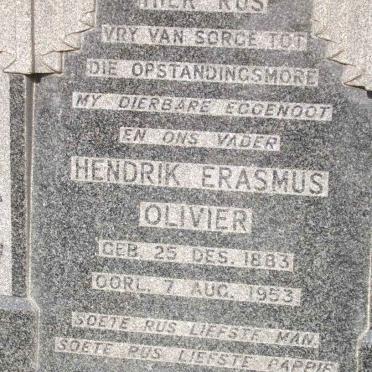 HIER RUS
VRY VAN SORGE TOT
DIE OPSTANDINGSMORE
MY DIERBARE EGGENOOT
EN ONS VADER
HENDRIK ERASMUS
OLIVIER
GEB. 25 DES. 1883
OORL. 7 AUG. 1953
SOETE RUS LIEFSTE MAN.
SOETE RUS LIEFSTE PAPPIE